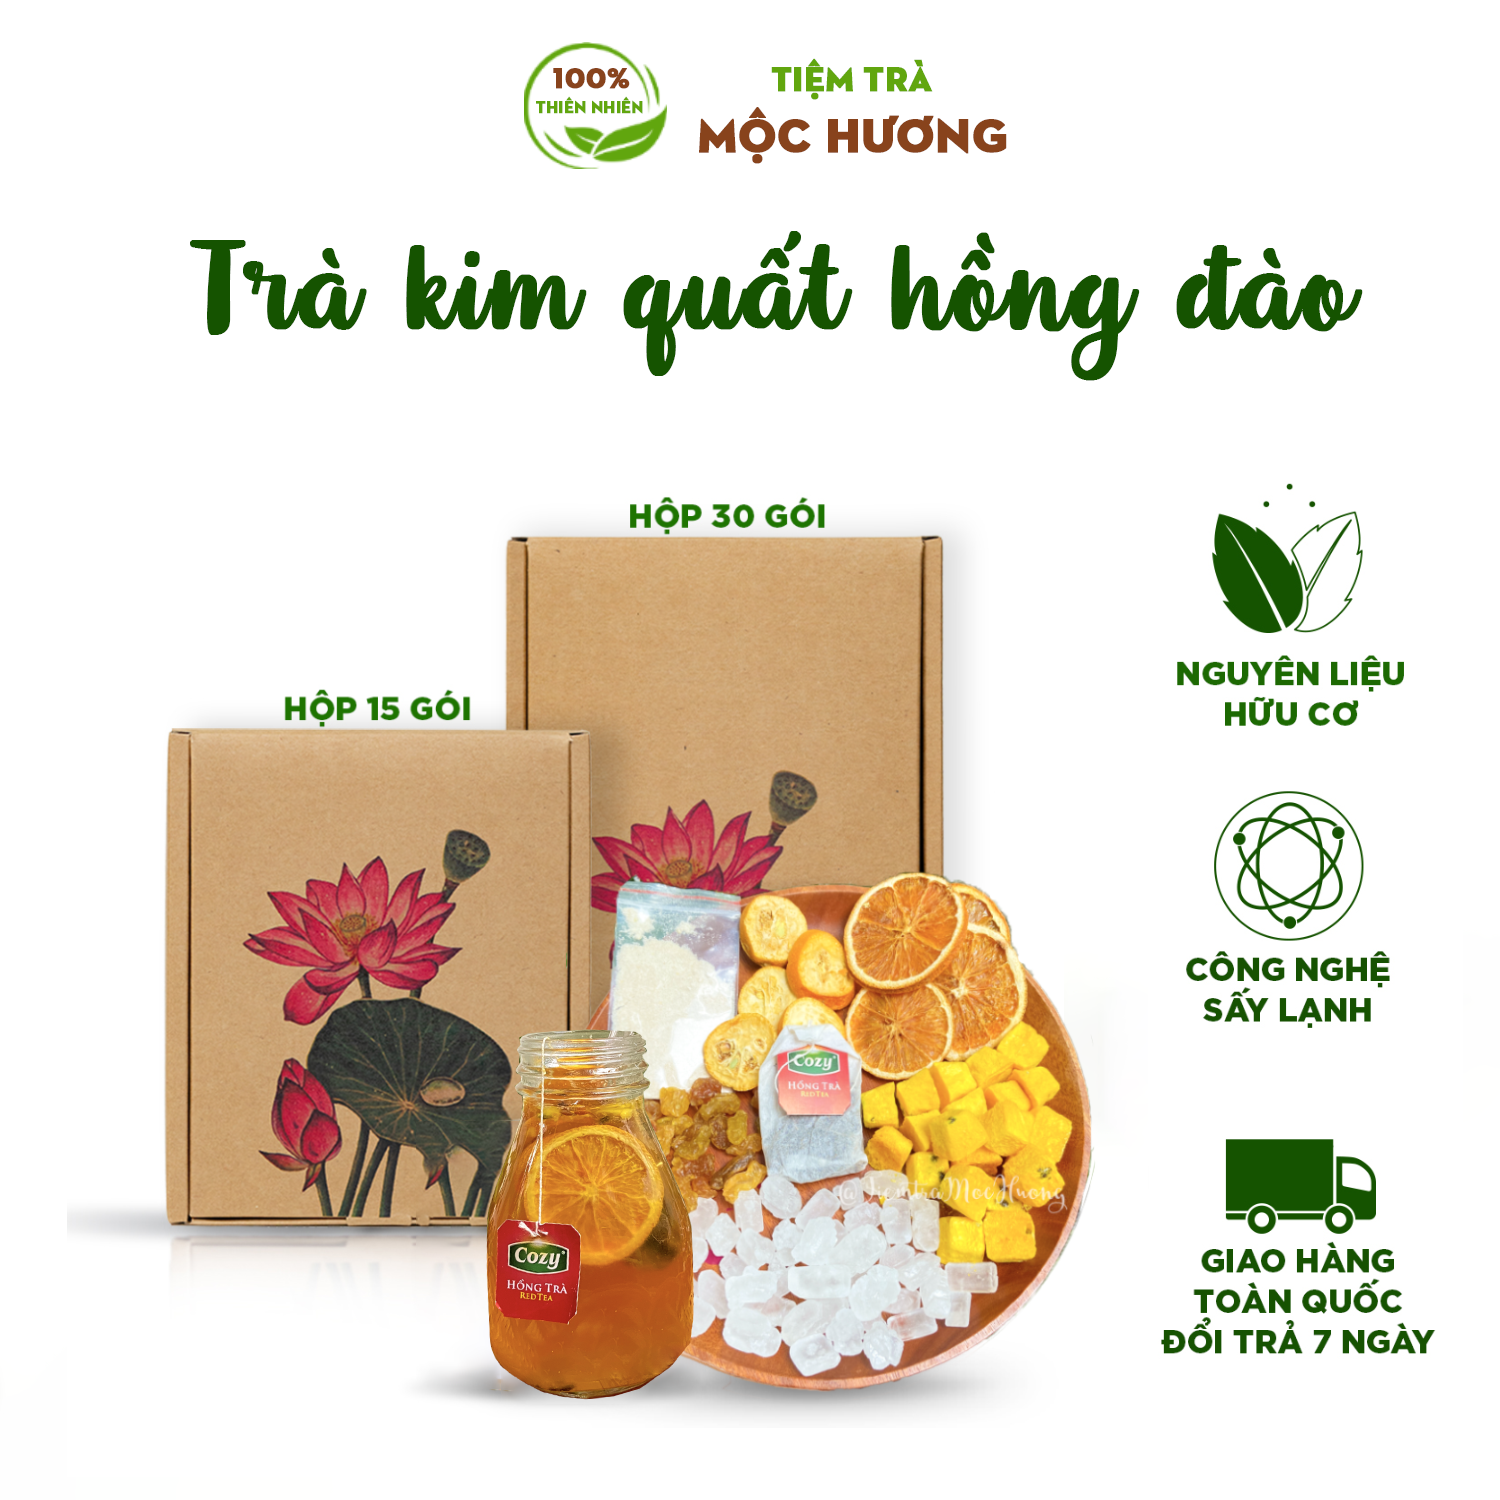 100%
THIÊN NHIÊN
TIỆM TRÀ
MỘC HƯƠNG
Trà kim quất hồng đào
HỘP 30 GÓI
HỘP 15 GÓI
NGUYÊN LIỆU
HỮU CƠ
CÔNG NGHỆ
SẤY LẠNH
Cozy
HỒNG TRÀ
RED TEA
TiemtraMocHuong
Cozy
HỒNG TRÀ
RED TEA
GIAO HÀNG
TOÀN QUỐC
ĐỔI TRẢ 7 NGÀY